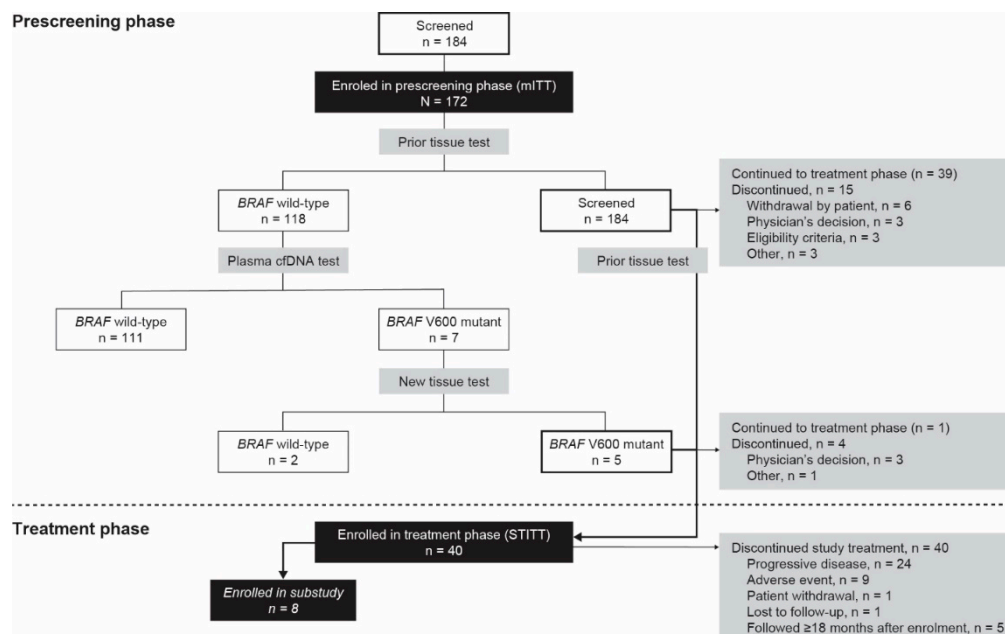 Prescreening phase
Screened
n = 184
Enroled in prescreening phase (mITT)
N = 172
Prior tissue test
BRAF wild-type
n = 118
Screened
n = 184
Continued to treatment phase (n = 39)
Discontinued, n = 15
Withdrawal by patient, n = 6
Physician's decision, n = 3
Eligibility criteria, n = 3
Other, n = 3
Plasma cfDNA test
Prior tissue test
BRAF wild-type
n = 111
BRAF V600 mutant
n = 7
New tissue test
BRAF wild-type
n = 2
BRAF V600 mutant
n = 5
Continued to treatment phase (n = 1)
Discontinued, n = 4
Physician's decision, n = 3
Other, n = 1
Treatment phase
Enrolled in treatment phase (STITT)
n = 40
Enrolled in substudy
n = 8
Discontinued study treatment, n = 40
Progressive disease, n = 24
Adverse event, n = 9
Patient withdrawal, n = 1
Lost to follow-up, n = 1
Followed ≥18 months after enrolment, n = 5